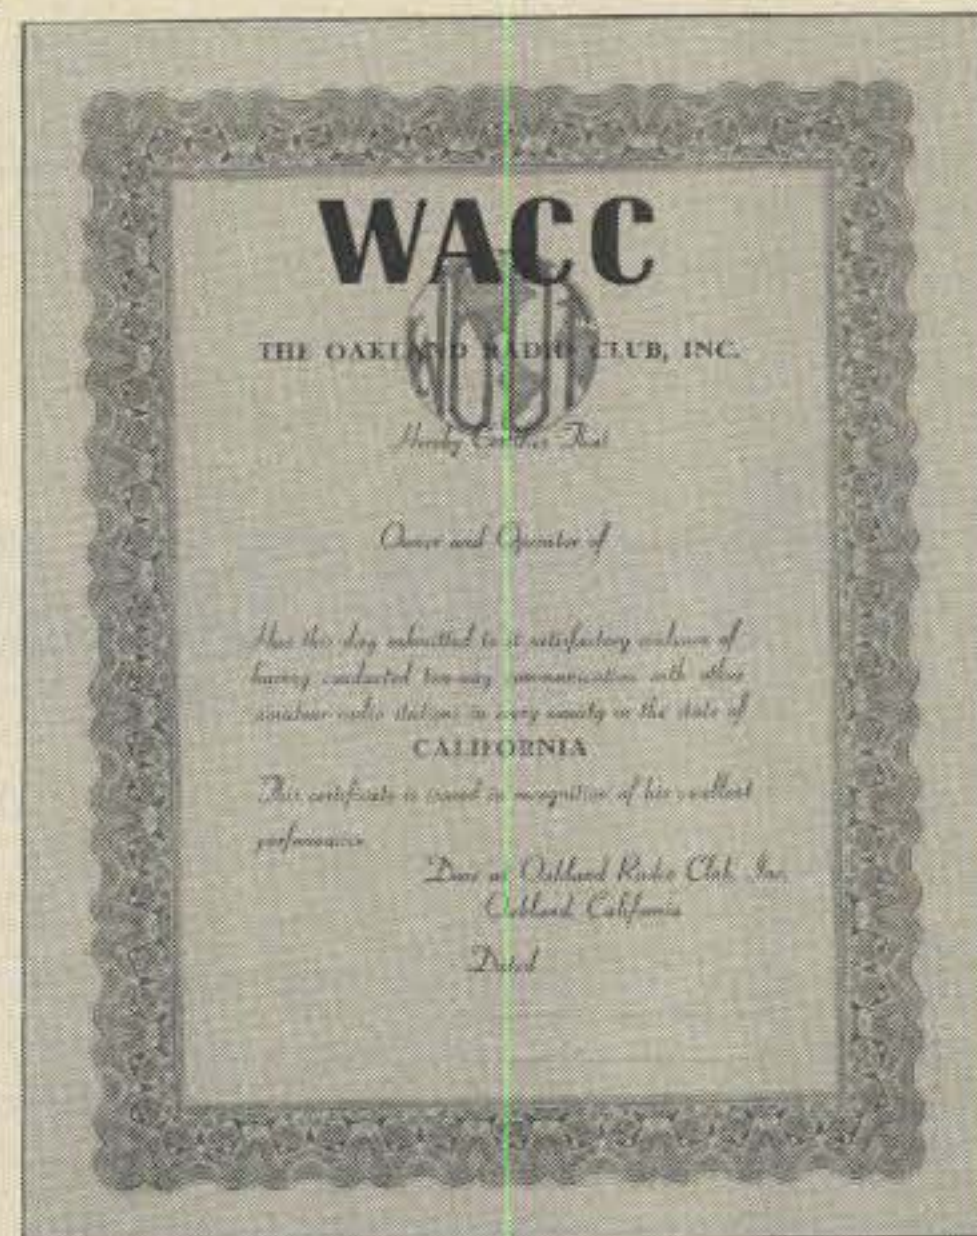 WACC
THE OAKLAND RADIO CLUB, INC.
Hereby Certifies That
Owner and Operator of
Has this day submitted to it satisfactory evidence of
having conducted two-way communication with other
amateur radio stations in every county in the state of
CALIFORNIA
This certificate is issued in recognition of his excellent
performance
Done at Oakland Radio Club, Inc.
Oakland, California
Dated